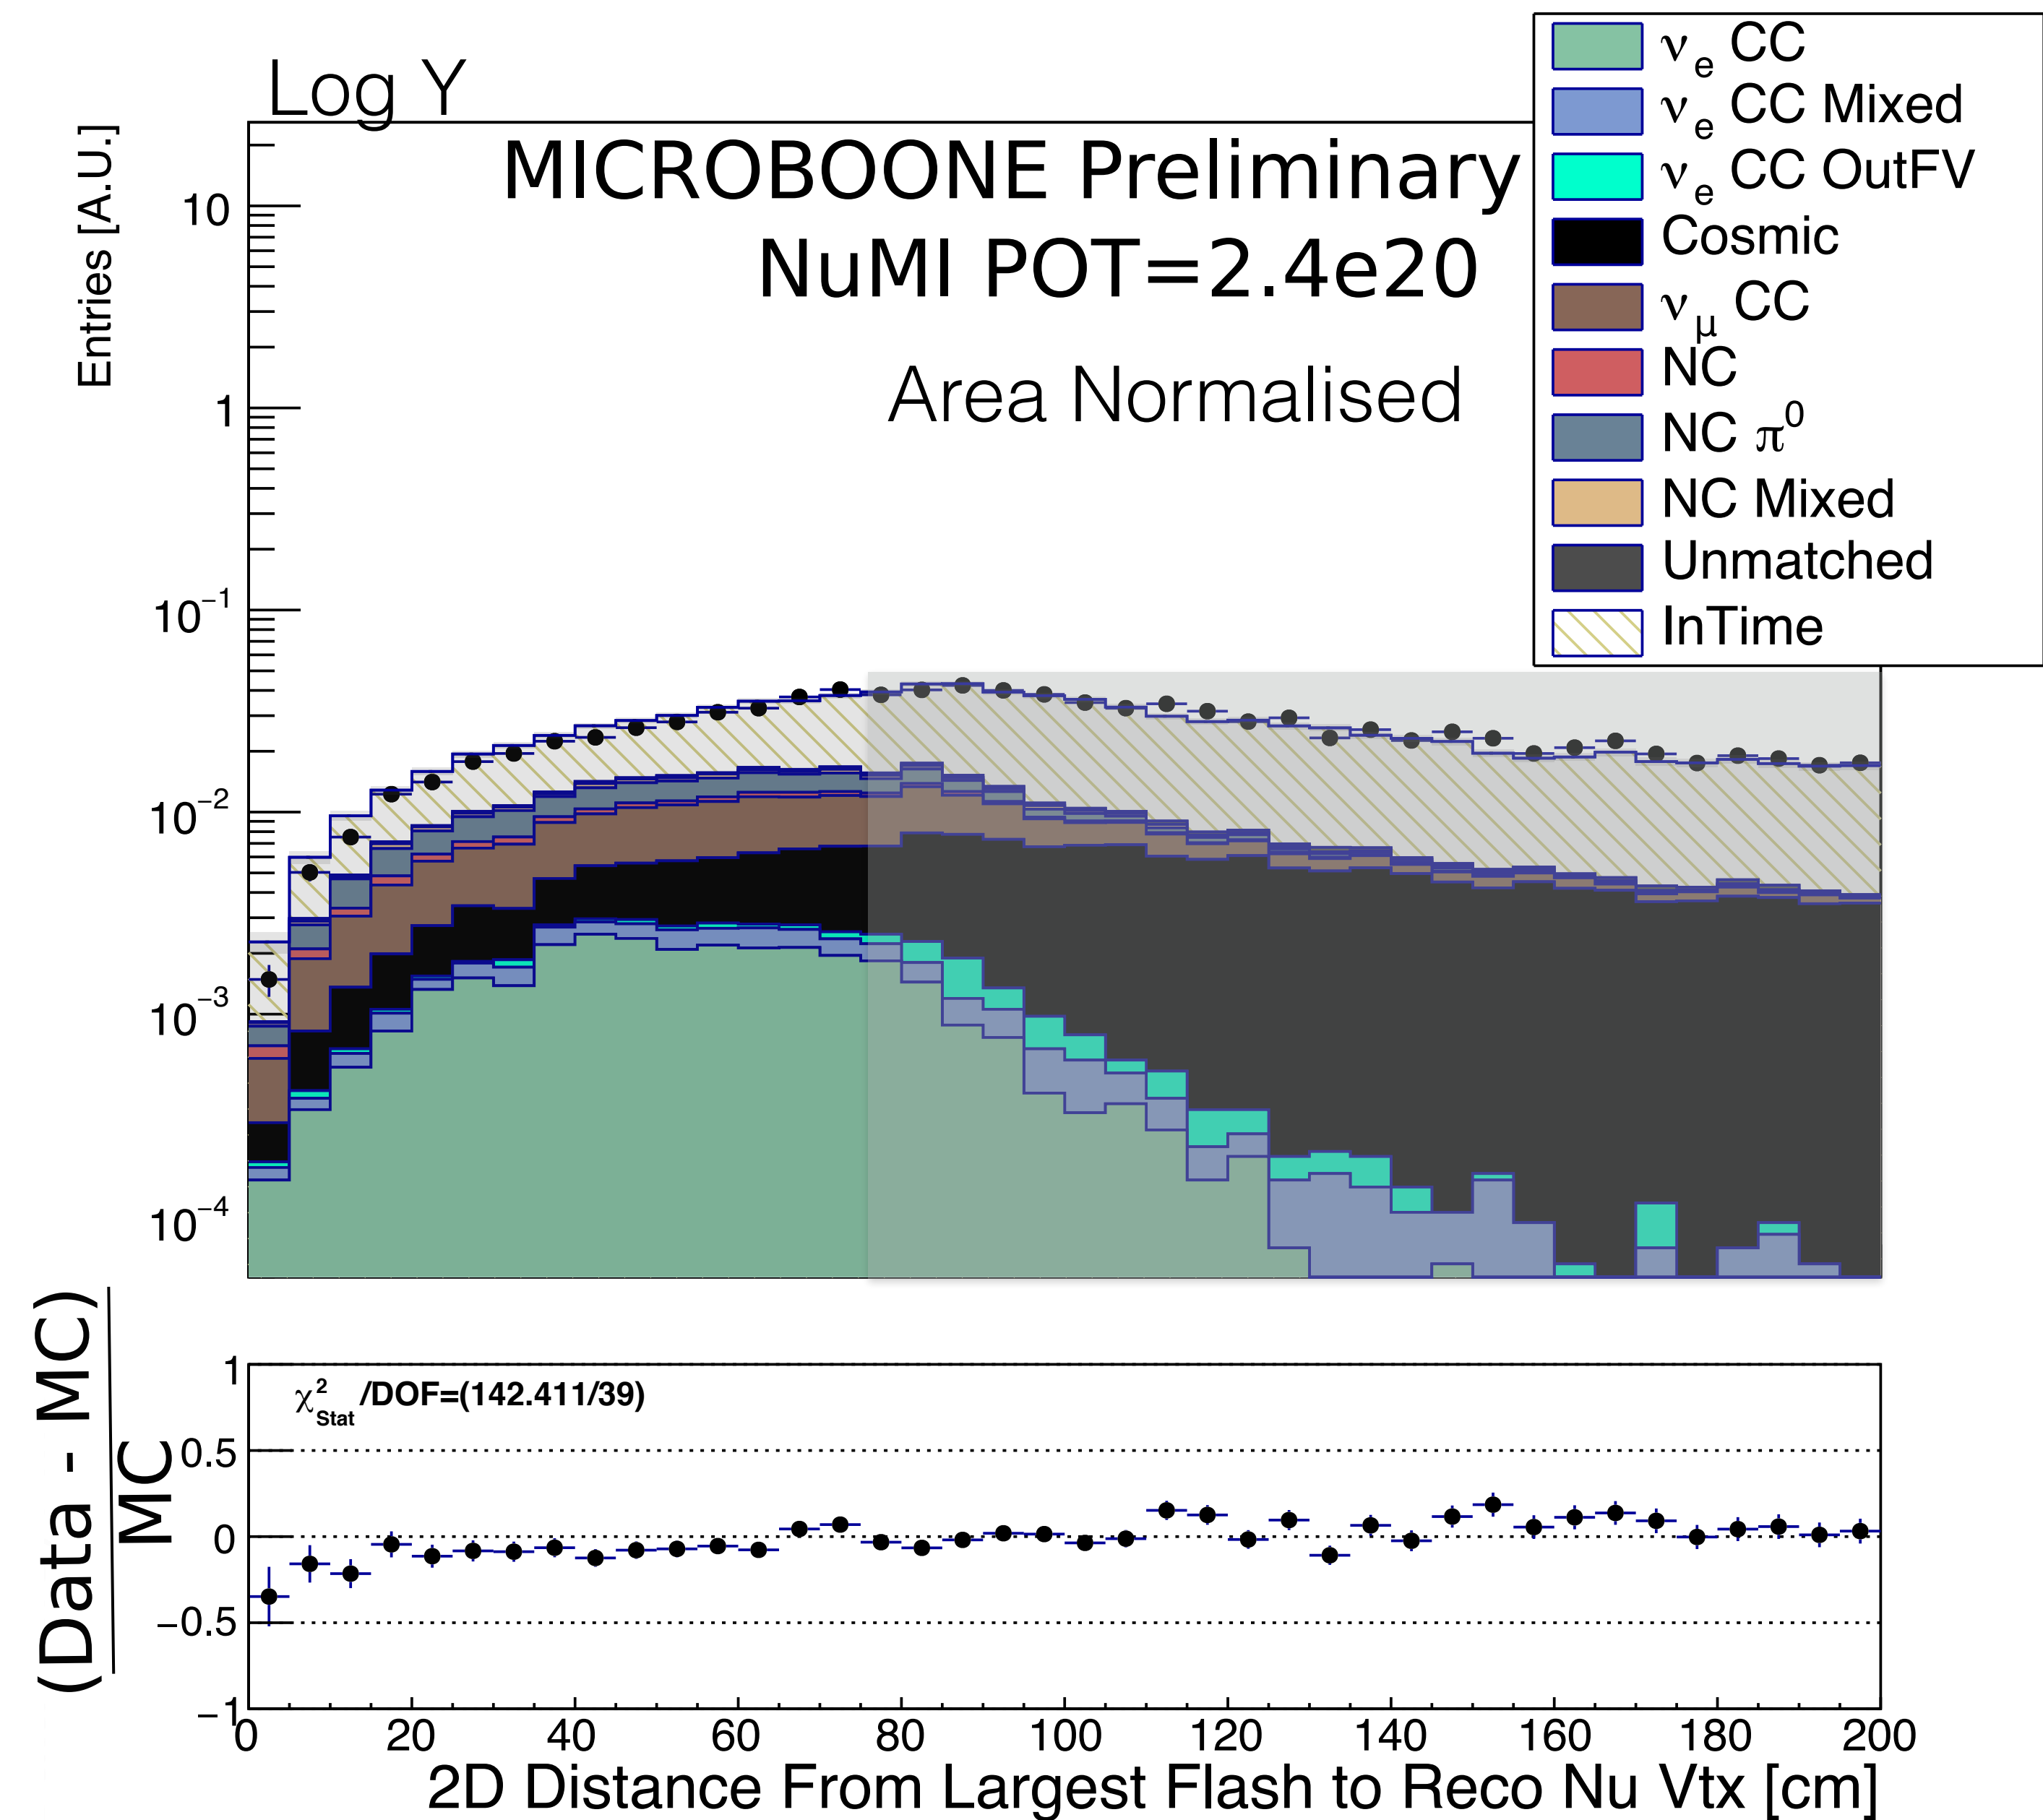 Log Y
Entries [A.U.]
MICROBOONE Preliminary
NuMI POT=2.4e20
Area Normalised
νe CC
νe CC Mixed
νe CC OutFV
Cosmic
νμ CC
NC
NC π⁰
NC Mixed
Unmatched
InTime
10
1
10⁻¹
10⁻²
10⁻³
10⁻⁴
(Data - MC)
MC
χ²Stat/DOF=(142.411/39)
1
0.5
0
−0.5
−1
0 20 40 60 80 100 120 140 160 180 200
2D Distance From Largest Flash to Reco Nu Vtx [cm]